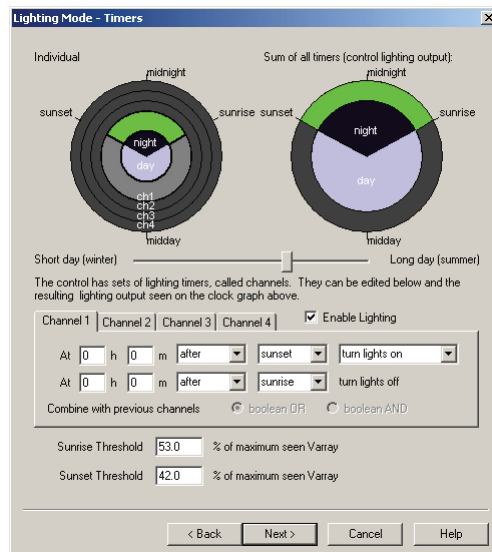 Lighting Mode - Timers
Individual
Sum of all timers (control lighting output):
midnight
sunset
sunrise
night
day
ch1
ch2
ch3
ch4
midday
midnight
sunset
sunrise
night
day
midday
Short day (winter)
Long day (summer)
The control has sets of lighting timers, called channels. They can be edited below and the
resulting lighting output seen on the clock graph above.
Channel 1 Channel 2 Channel 3 Channel 4 Enable Lighting
At 0 h 0 m after sunset turn lights on
At 0 h 0 m after sunrise turn lights off
Combine with previous channels boolean OR boolean AND
Sunrise Threshold 53.0 % of maximum seen Varray
Sunset Threshold 42.0 % of maximum seen Varray
< Back Next > Cancel Help